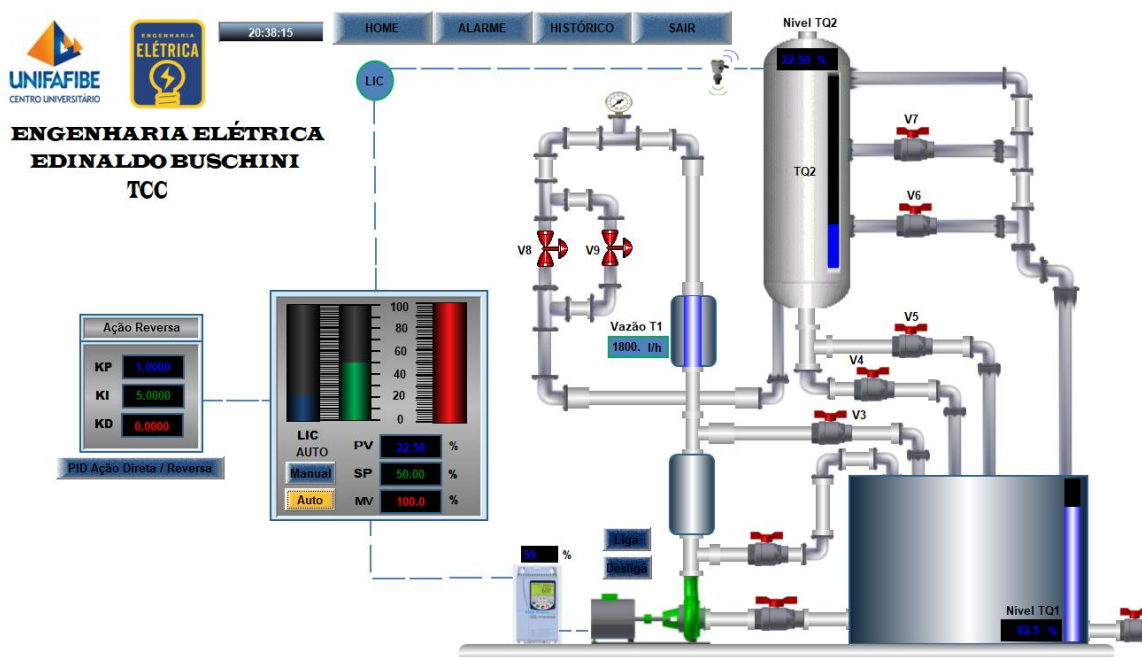 UNIFAFIBE
CENTRO UNIVERSITÁRIO
ENGENHARIA
ELÉTRICA
20:38:15
HOME
ALARME
HISTÓRICO
SAIR
ENGENHARIA ELÉTRICA
EDINALDO BUSCHINI
TCC
LIC
Nivel TQ2
22.50 %
TQ2
V7
V6
V8
V9
Vazão T1
1800. l/h
V5
V4
V3
Ação Reversa
KP 1.0000
KI 5.0000
KD 0.0000
PID Ação Direta / Reversa
100
80
60
40
20
0
LIC
AUTO
Manual
Auto
PV 22.50 %
SP 50.00 %
MV 100.0 %
59 %
Liga
Desliga
Nível TQ1
82.5 %